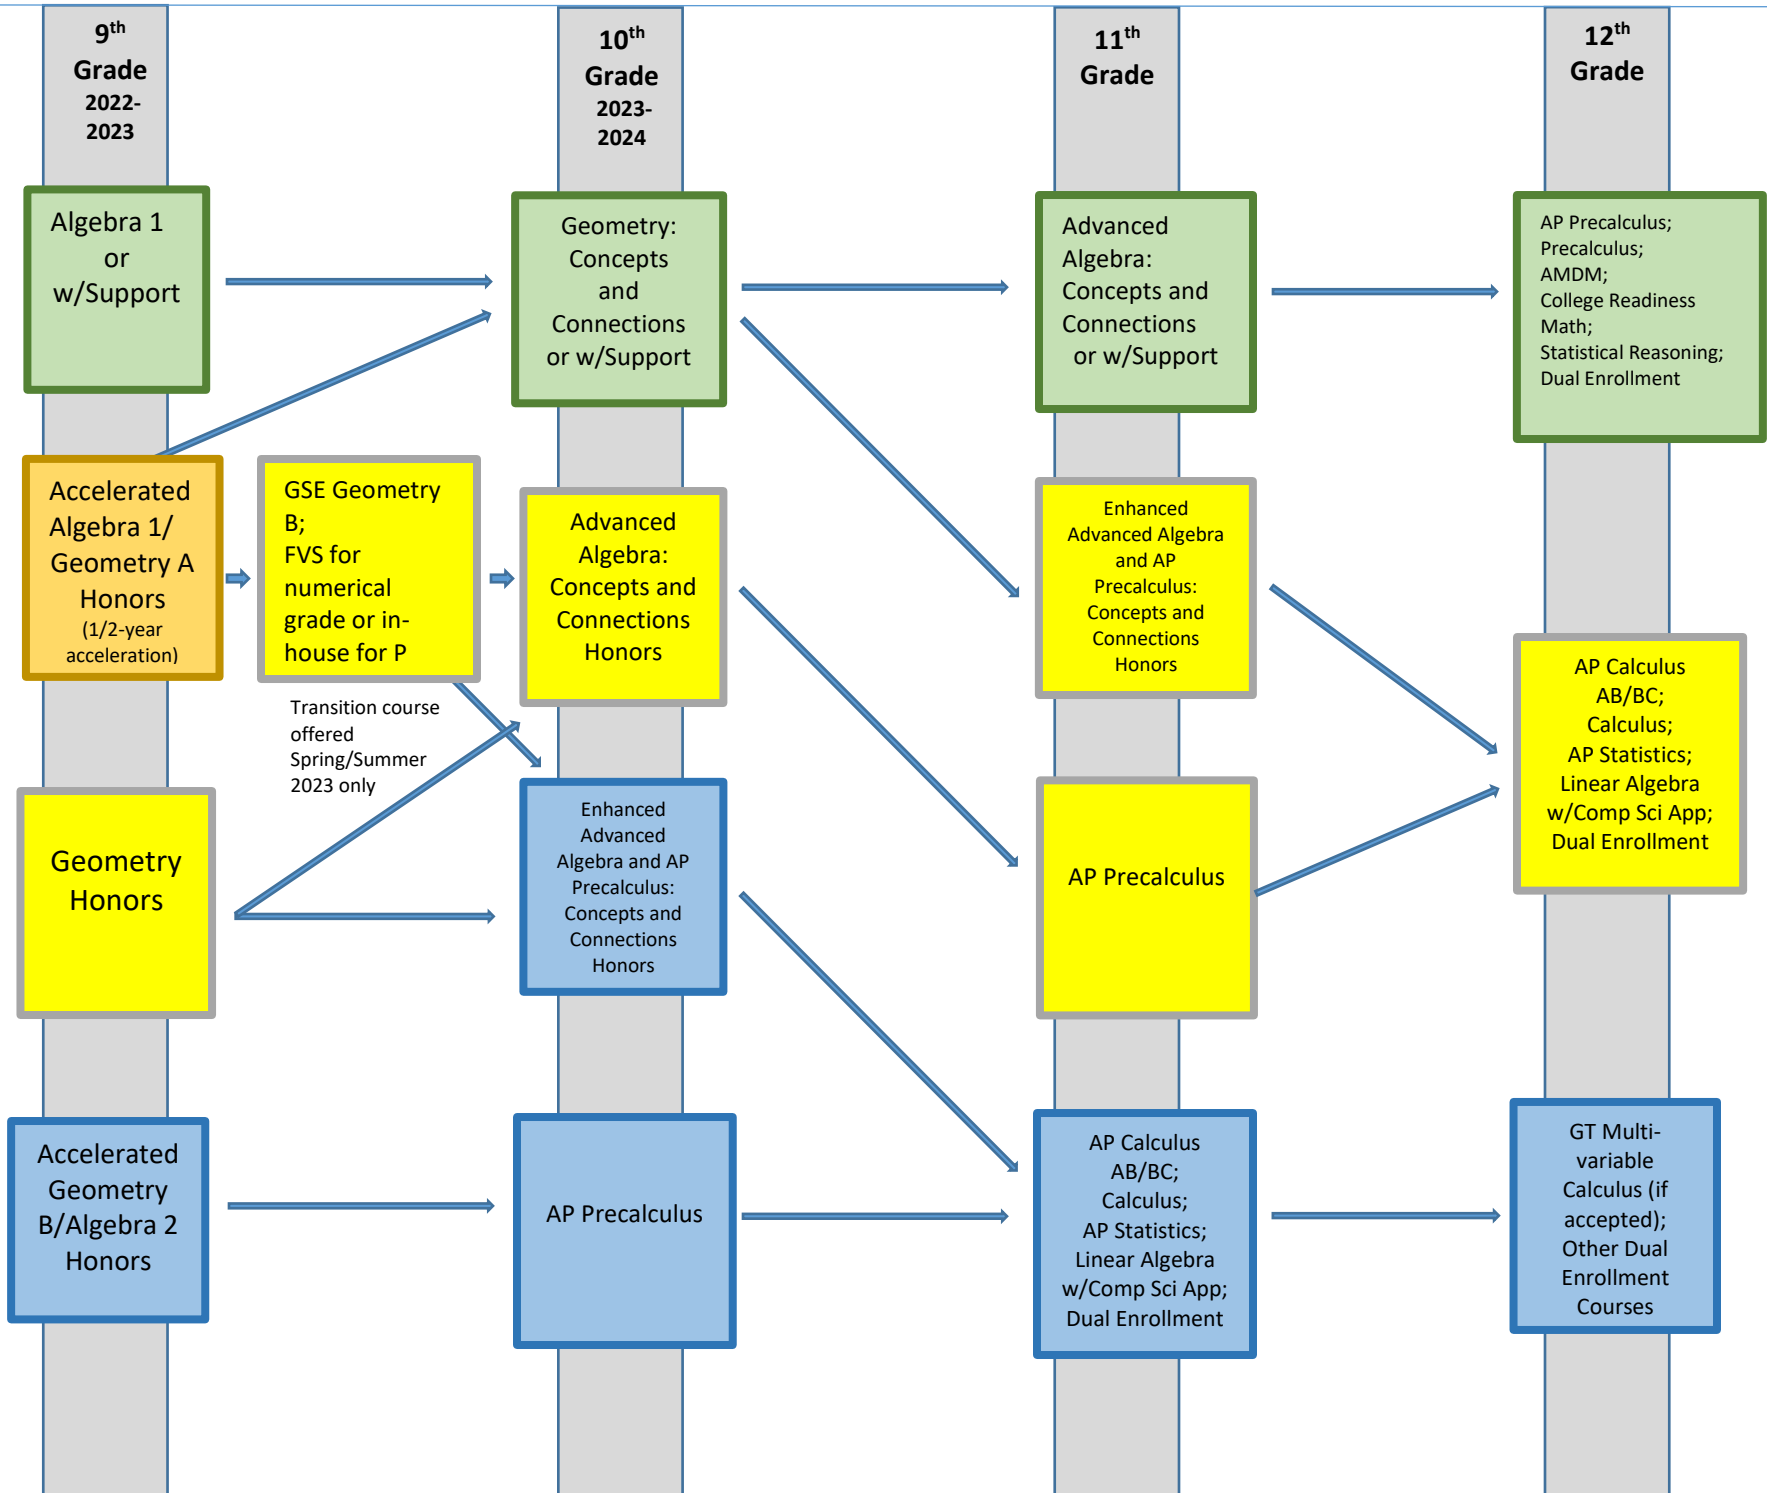 9th
Grade
2022-
2023
10th
Grade
2023-
2024
11th
Grade
12th
Grade
Algebra 1
or
w/Support
Geometry:
Concepts
and
Connections
or w/Support
Advanced
Algebra:
Concepts and
Connections
or w/Support
AP Precalculus;
Precalculus;
AMDM;
College Readiness
Math;
Statistical Reasoning;
Dual Enrollment
Accelerated
Algebra 1/
Geometry A
Honors
(1/2-year
acceleration)
GSE Geometry
B;
FVS for
numerical
grade or in-
house for P
Transition course
offered
Spring/Summer
2023 only
Advanced
Algebra:
Concepts and
Connections
Honors
Enhanced
Advanced Algebra
and AP
Precalculus:
Concepts and
Connections
Honors
AP Calculus
AB/BC;
Calculus;
AP Statistics;
Linear Algebra
w/Comp Sci App;
Dual Enrollment
Geometry
Honors
Enhanced
Advanced
Algebra and AP
Precalculus:
Concepts and
Connections
Honors
AP Precalculus
Accelerated
Geometry
B/Algebra 2
Honors
AP Precalculus
AP Calculus
AB/BC;
Calculus;
AP Statistics;
Linear Algebra
w/Comp Sci App;
Dual Enrollment
GT Multi-
variable
Calculus (if
accepted);
Other Dual
Enrollment
Courses